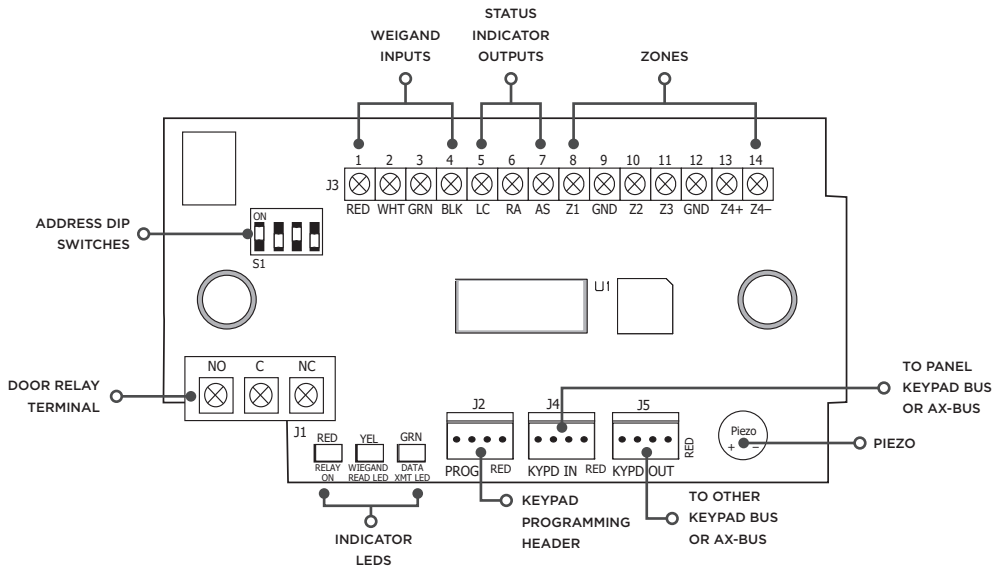 WEIGAND
INPUTS
STATUS
INDICATOR
OUTPUTS
ZONES
1 2 3 4 5 6 7 8 9 10 11 12 13 14
J3
RED WHT GRN BLK LC RA AS Z1 GND Z2 Z3 GND Z4+ Z4–
ADDRESS DIP
SWITCHES
ON
S1
U1
DOOR RELAY
TERMINAL
NO C NC
J1
TO PANEL
KEYPAD BUS
OR AX-BUS
J2 J4 J5
PROG RED KYPD IN RED KYPD OUT RED
Piezo
+ –
PIEZO
RED YEL GRN
RELAY
ON
WIEGAND
READ LED
DATA
XMT LED
INDICATOR
LEDS
KEYPAD
PROGRAMMING
HEADER
TO OTHER
KEYPAD BUS
OR AX-BUS